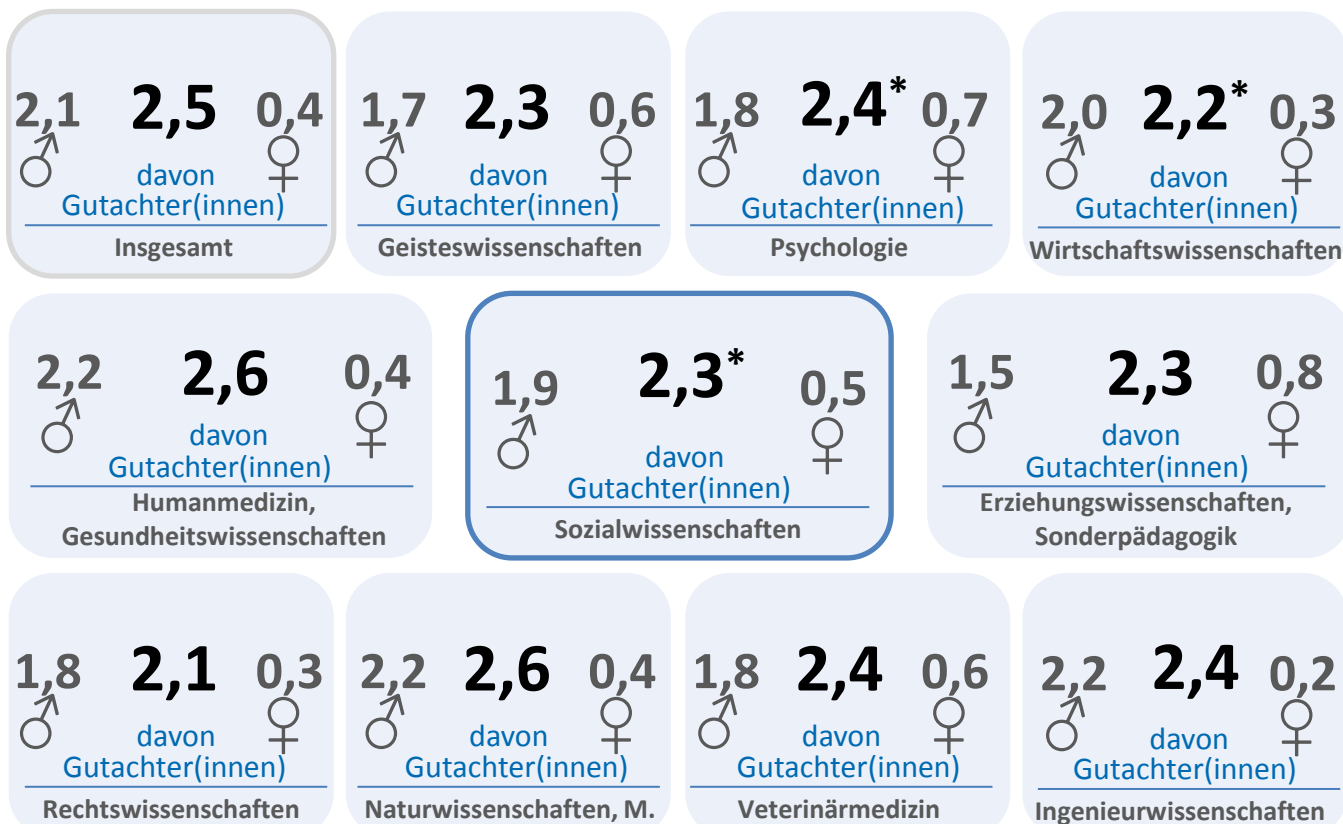 2,1 2,5 0,4
♂ ♀
davon
Gutachter(innen)
Insgesamt
1,7 2,3 0,6
♂ ♀
davon
Gutachter(innen)
Geisteswissenschaften
1,8 2,4* 0,7
♂ ♀
davon
Gutachter(innen)
Psychologie
2,0 2,2* 0,3
♂ ♀
davon
Gutachter(innen)
Wirtschaftswissenschaften
2,2 2,6 0,4
♂ ♀
davon
Gutachter(innen)
Humanmedizin,
Gesundheitswissenschaften
1,9 2,3* 0,5
♂ ♀
davon
Gutachter(innen)
Sozialwissenschaften
1,5 2,3 0,8
♂ ♀
davon
Gutachter(innen)
Erziehungswissenschaften,
Sonderpädagogik
1,8 2,1 0,3
♂ ♀
davon
Gutachter(innen)
Rechtswissenschaften
2,2 2,6 0,4
♂ ♀
davon
Gutachter(innen)
Naturwissenschaften, M.
1,8 2,4 0,6
♂ ♀
davon
Gutachter(innen)
Veterinärmedizin
2,2 2,4 0,2
♂ ♀
davon
Gutachter(innen)
Ingenieurwissenschaften